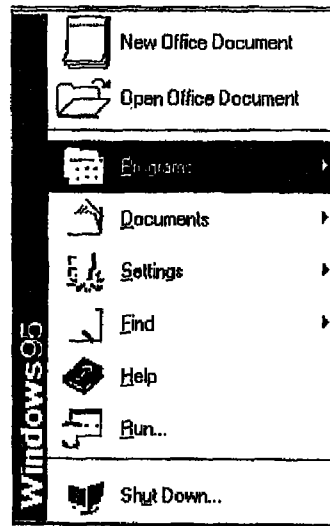 New Office Document
Open Office Document
Programs
Documents
Settings
Find
Help
Run...
Shut Down...
Windows95